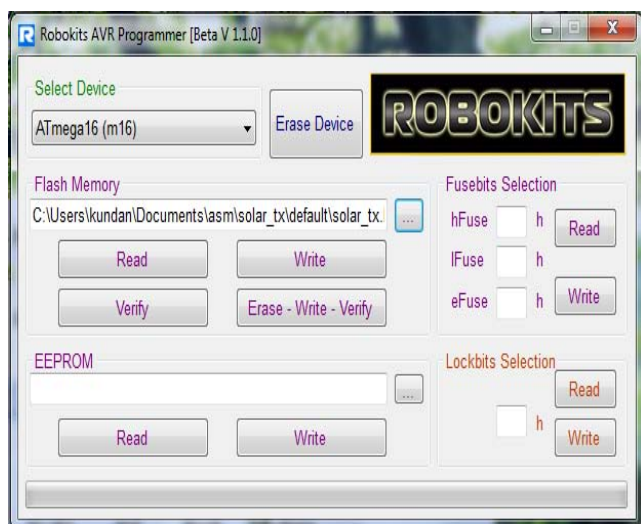 Robokits AVR Programmer [Beta V 1.1.0]
Select Device
ATmega16 (m16)
Erase Device
ROBOKITS
Flash Memory
C:\Users\kundan\Documents\asm\solar_tx\default\solar_tx.
...
Read
Write
Verify
Erase - Write - Verify
Fusebits Selection
hFuse h
Read
lFuse h
eFuse h
Write
EEPROM
...
Read
Write
Lockbits Selection
Read
h
Write